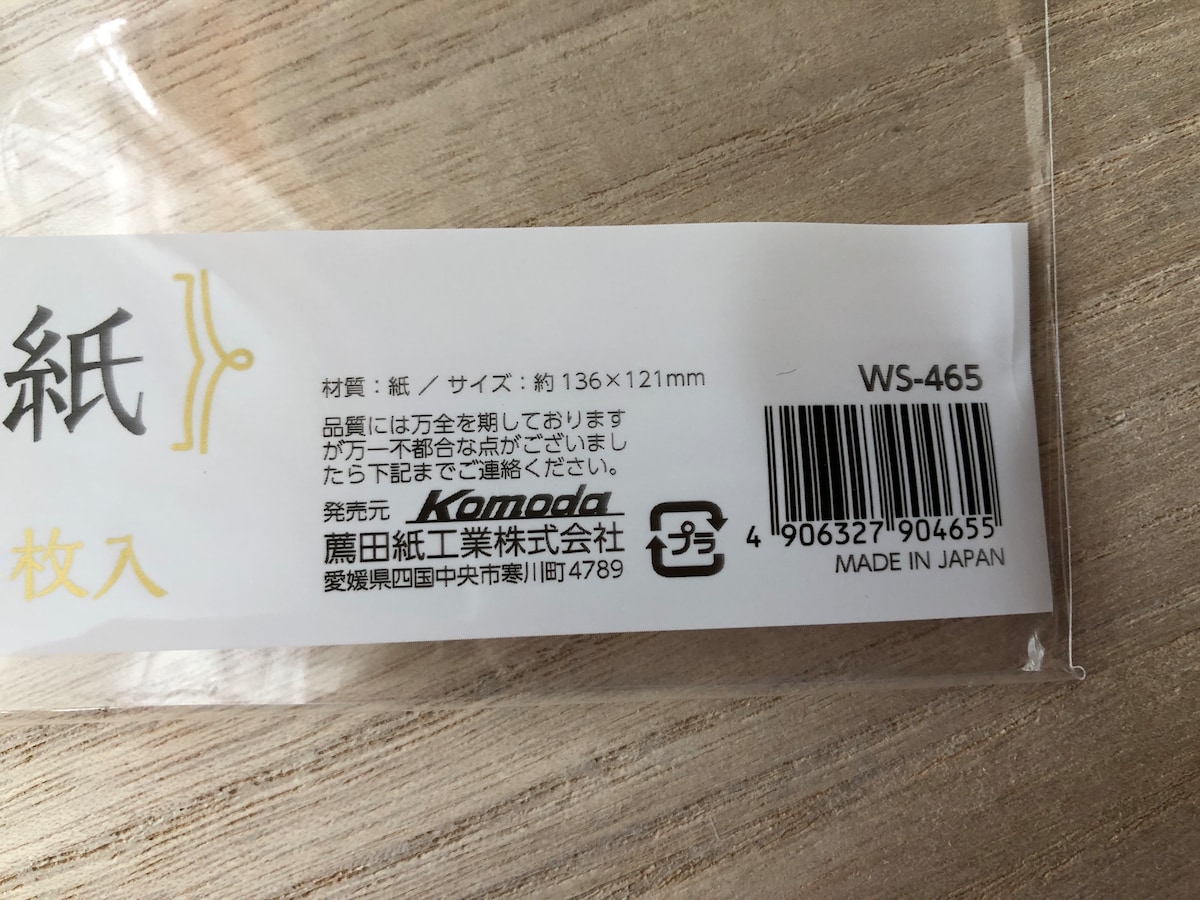 紙
枚入
材質：紙／サイズ：約136×121mm
品質には万全を期しております
が万一不都合な点がございまし
たら下記までご連絡ください。
発売元 Komoda
薦田紙工業株式会社
愛媛県四国中央市寒川町4789
プラ
WS-465
4 906327 904655
MADE IN JAPAN